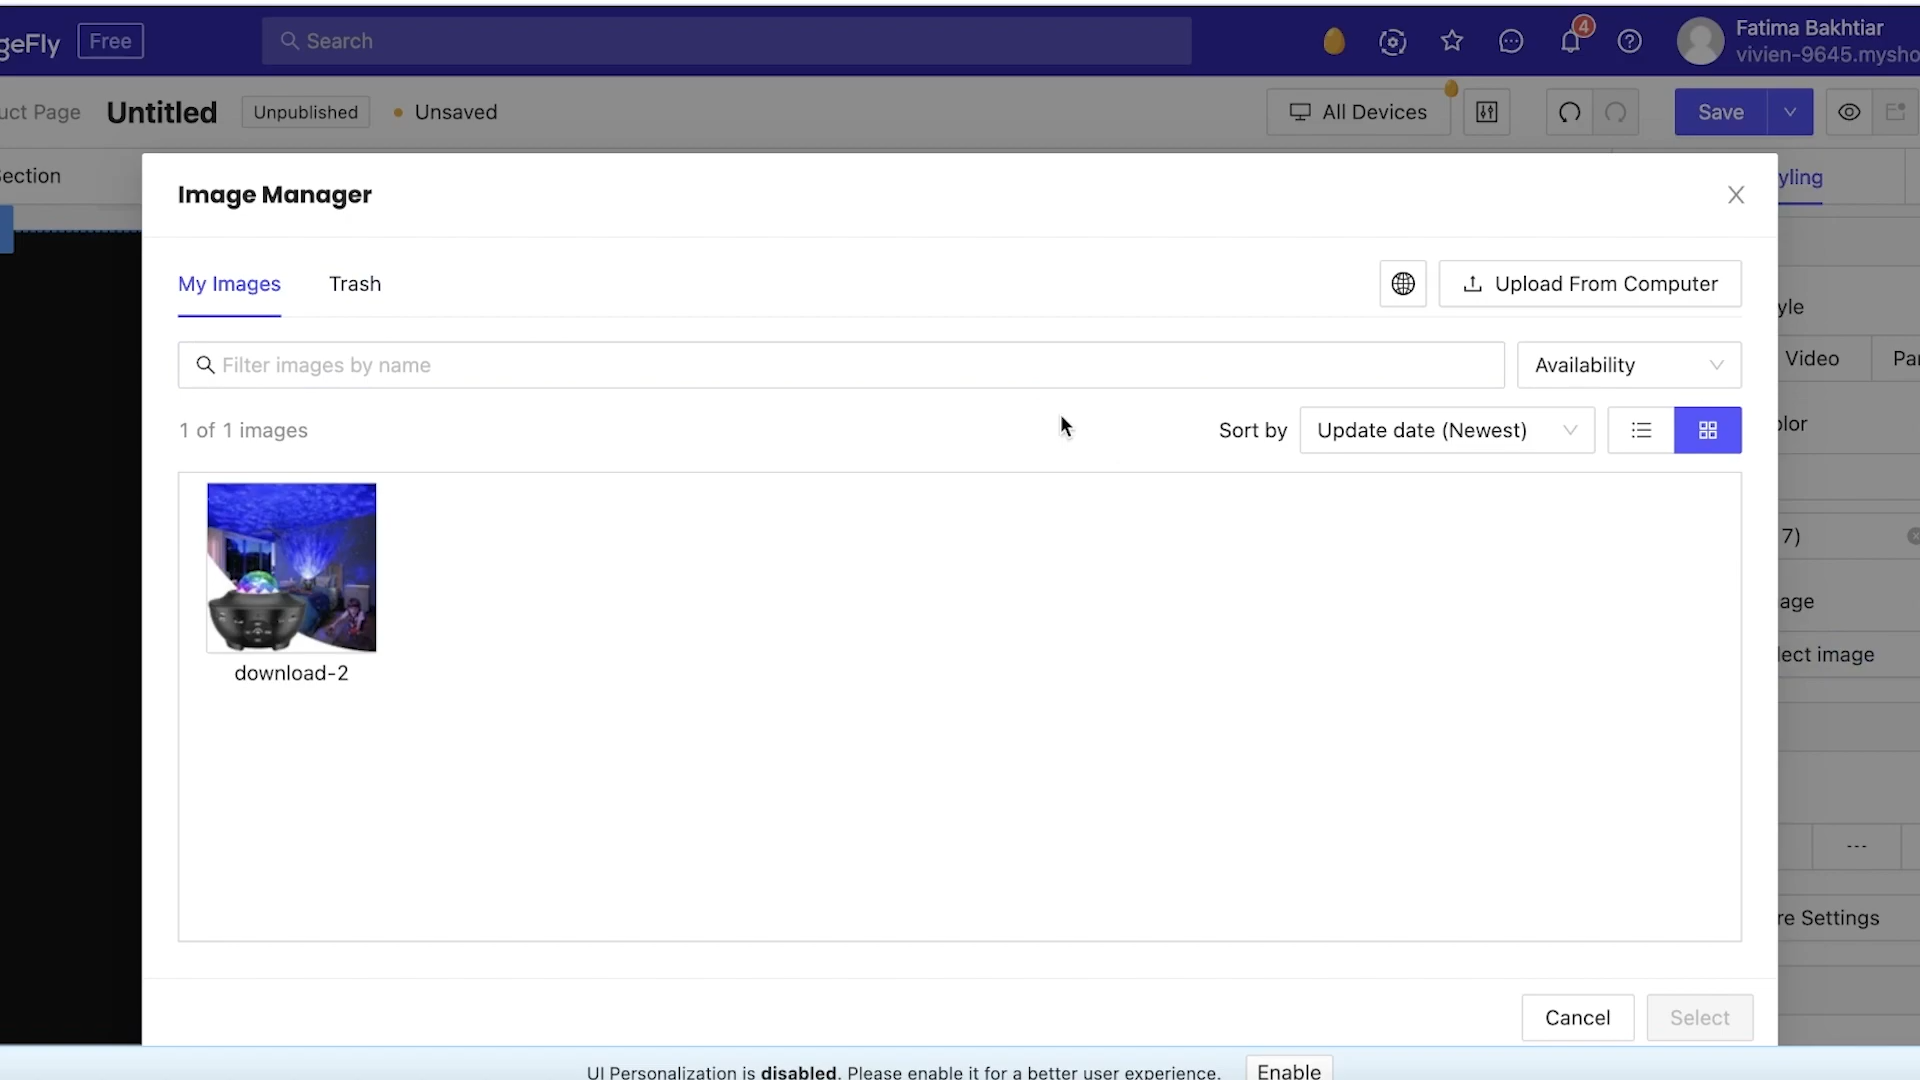 geFly Free Search 4 Fatima Bakhtiar
vivien-9645.mysho
uct Page Untitled Unpublished Unsaved All Devices Save
ection yling
Image Manager
My Images Trash Upload From Computer
yle
Filter images by name Availability Video Par
olor
1 of 1 images Sort by Update date (Newest)
7)
age
lect image
download-2
---
re Settings
Cancel Select
UI Personalization is disabled. Please enable it for a better user experience. Enable